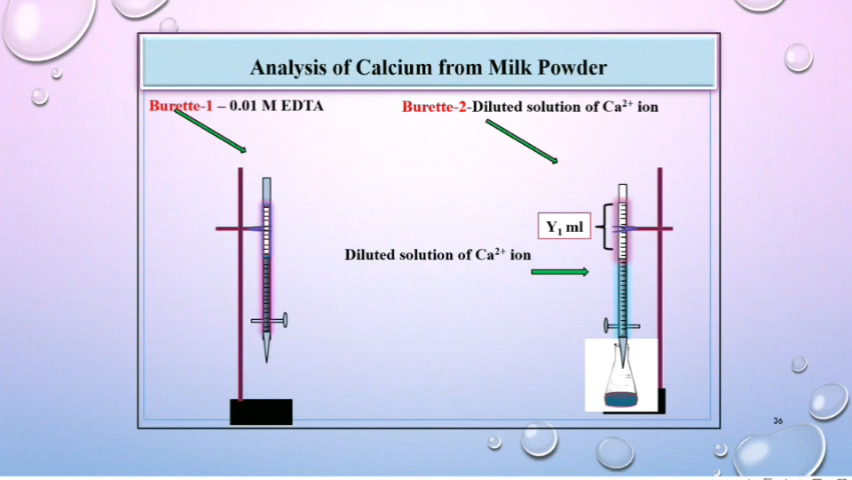 Analysis of Calcium from Milk Powder
Burette-1 – 0.01 M EDTA
Burette-2-Diluted solution of Ca²⁺ ion
Y₁ ml
Diluted solution of Ca²⁺ ion
36